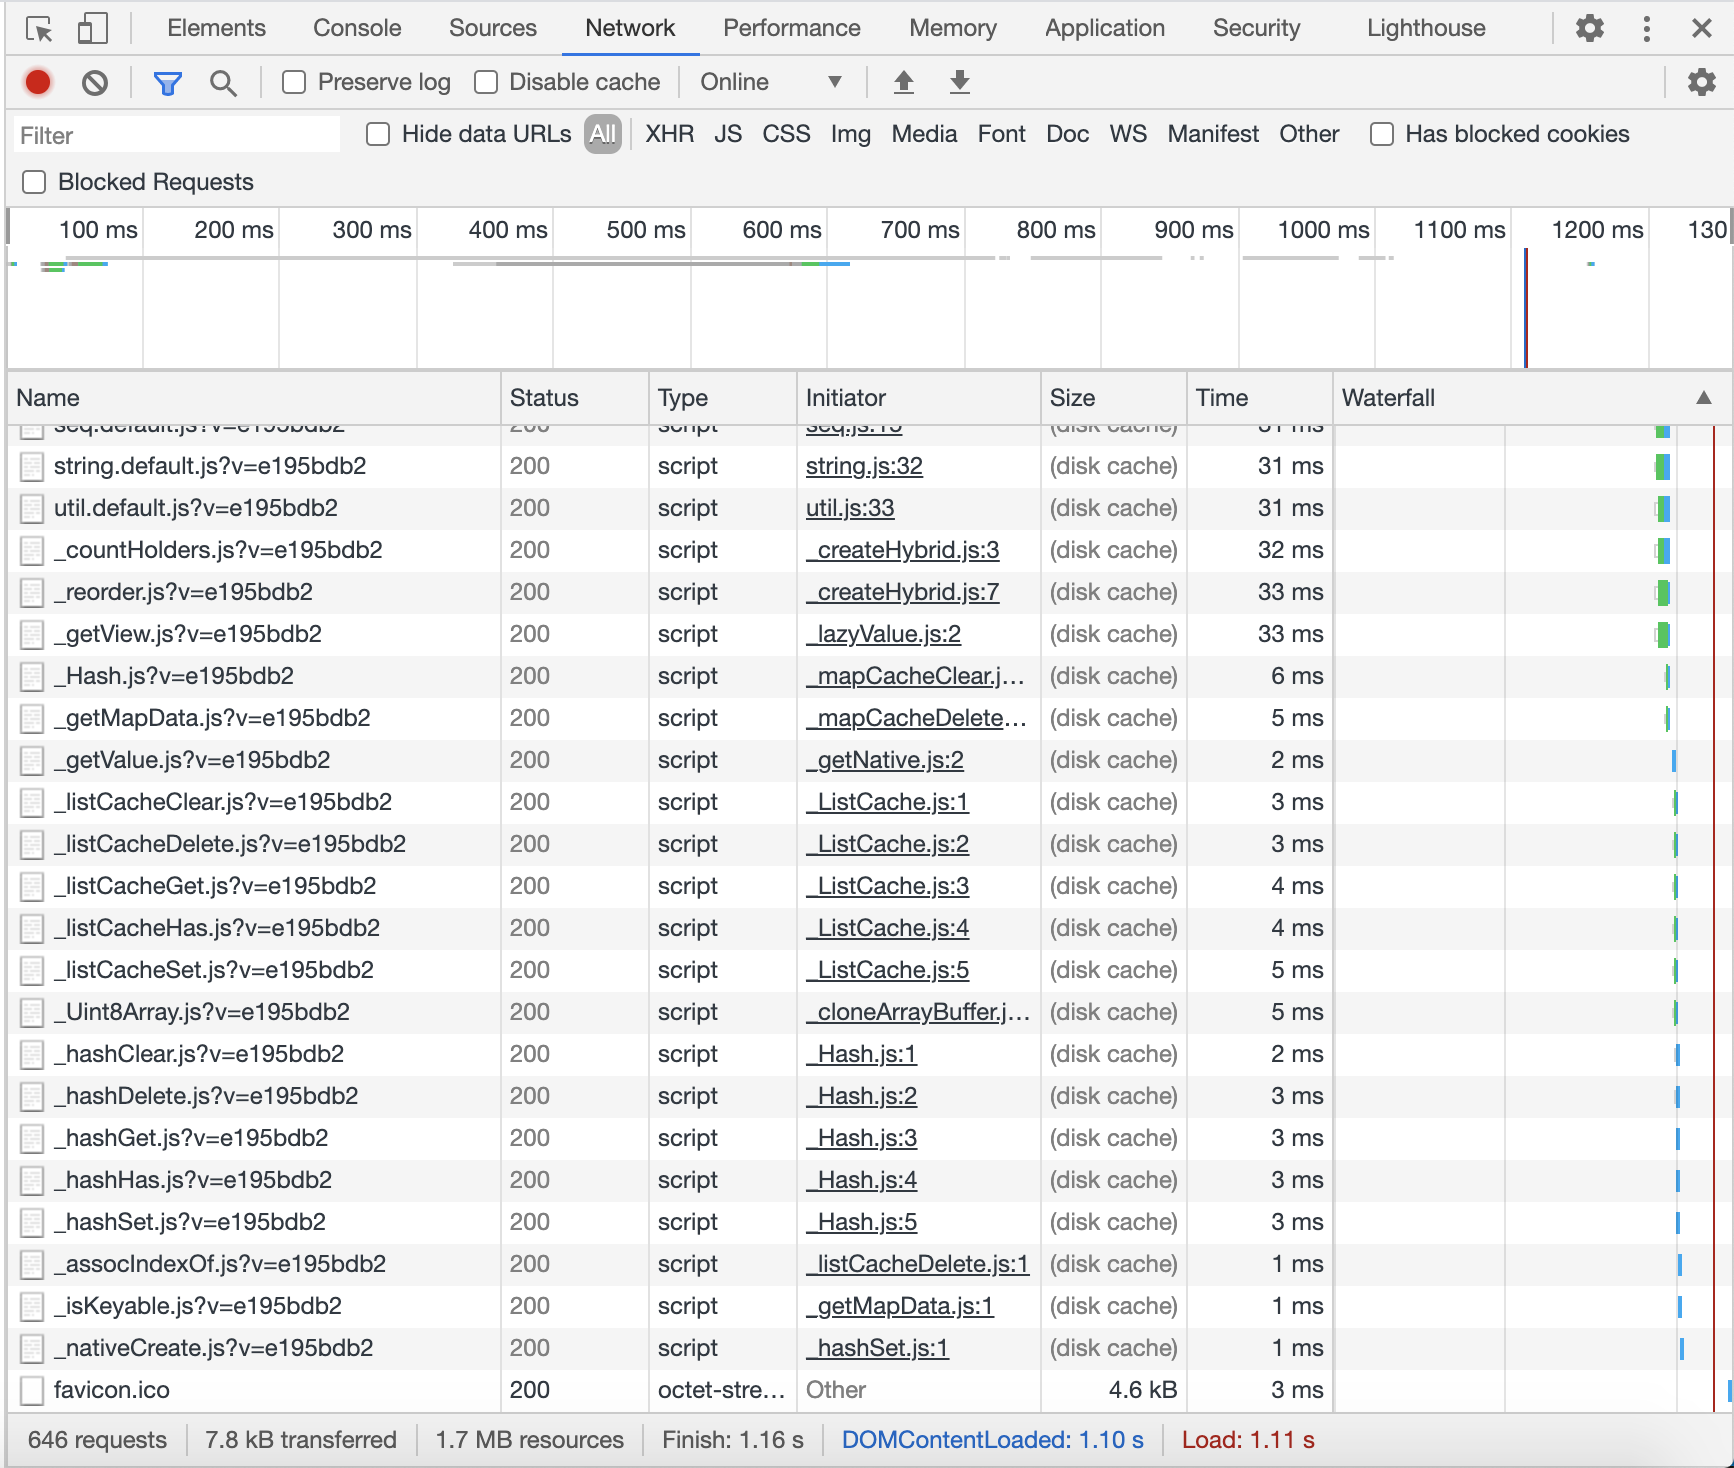 Elements Console Sources Network Performance Memory Application Security Lighthouse
Preserve log Disable cache Online
Filter Hide data URLs All XHR JS CSS Img Media Font Doc WS Manifest Other Has blocked cookies
Blocked Requests
100 ms 200 ms 300 ms 400 ms 500 ms 600 ms 700 ms 800 ms 900 ms 1000 ms 1100 ms 1200 ms 130
Name Status Type Initiator Size Time Waterfall
seq.default.js?v=e195bdb2 200 script seq.js:15 (disk cache) 31 ms
string.default.js?v=e195bdb2 200 script string.js:32 (disk cache) 31 ms
util.default.js?v=e195bdb2 200 script util.js:33 (disk cache) 31 ms
_countHolders.js?v=e195bdb2 200 script _createHybrid.js:3 (disk cache) 32 ms
_reorder.js?v=e195bdb2 200 script _createHybrid.js:7 (disk cache) 33 ms
_getView.js?v=e195bdb2 200 script _lazyValue.js:2 (disk cache) 33 ms
_Hash.js?v=e195bdb2 200 script _mapCacheClear.j… (disk cache) 6 ms
_getMapData.js?v=e195bdb2 200 script _mapCacheDelete… (disk cache) 5 ms
_getValue.js?v=e195bdb2 200 script _getNative.js:2 (disk cache) 2 ms
_listCacheClear.js?v=e195bdb2 200 script _ListCache.js:1 (disk cache) 3 ms
_listCacheDelete.js?v=e195bdb2 200 script _ListCache.js:2 (disk cache) 3 ms
_listCacheGet.js?v=e195bdb2 200 script _ListCache.js:3 (disk cache) 4 ms
_listCacheHas.js?v=e195bdb2 200 script _ListCache.js:4 (disk cache) 4 ms
_listCacheSet.js?v=e195bdb2 200 script _ListCache.js:5 (disk cache) 5 ms
_Uint8Array.js?v=e195bdb2 200 script _cloneArrayBuffer.j… (disk cache) 5 ms
_hashClear.js?v=e195bdb2 200 script _Hash.js:1 (disk cache) 2 ms
_hashDelete.js?v=e195bdb2 200 script _Hash.js:2 (disk cache) 3 ms
_hashGet.js?v=e195bdb2 200 script _Hash.js:3 (disk cache) 3 ms
_hashHas.js?v=e195bdb2 200 script _Hash.js:4 (disk cache) 3 ms
_hashSet.js?v=e195bdb2 200 script _Hash.js:5 (disk cache) 3 ms
_assocIndexOf.js?v=e195bdb2 200 script _listCacheDelete.js:1 (disk cache) 1 ms
_isKeyable.js?v=e195bdb2 200 script _getMapData.js:1 (disk cache) 1 ms
_nativeCreate.js?v=e195bdb2 200 script _hashSet.js:1 (disk cache) 1 ms
favicon.ico 200 octet-stre… Other 4.6 kB 3 ms
646 requests 7.8 kB transferred 1.7 MB resources Finish: 1.16 s DOMContentLoaded: 1.10 s Load: 1.11 s